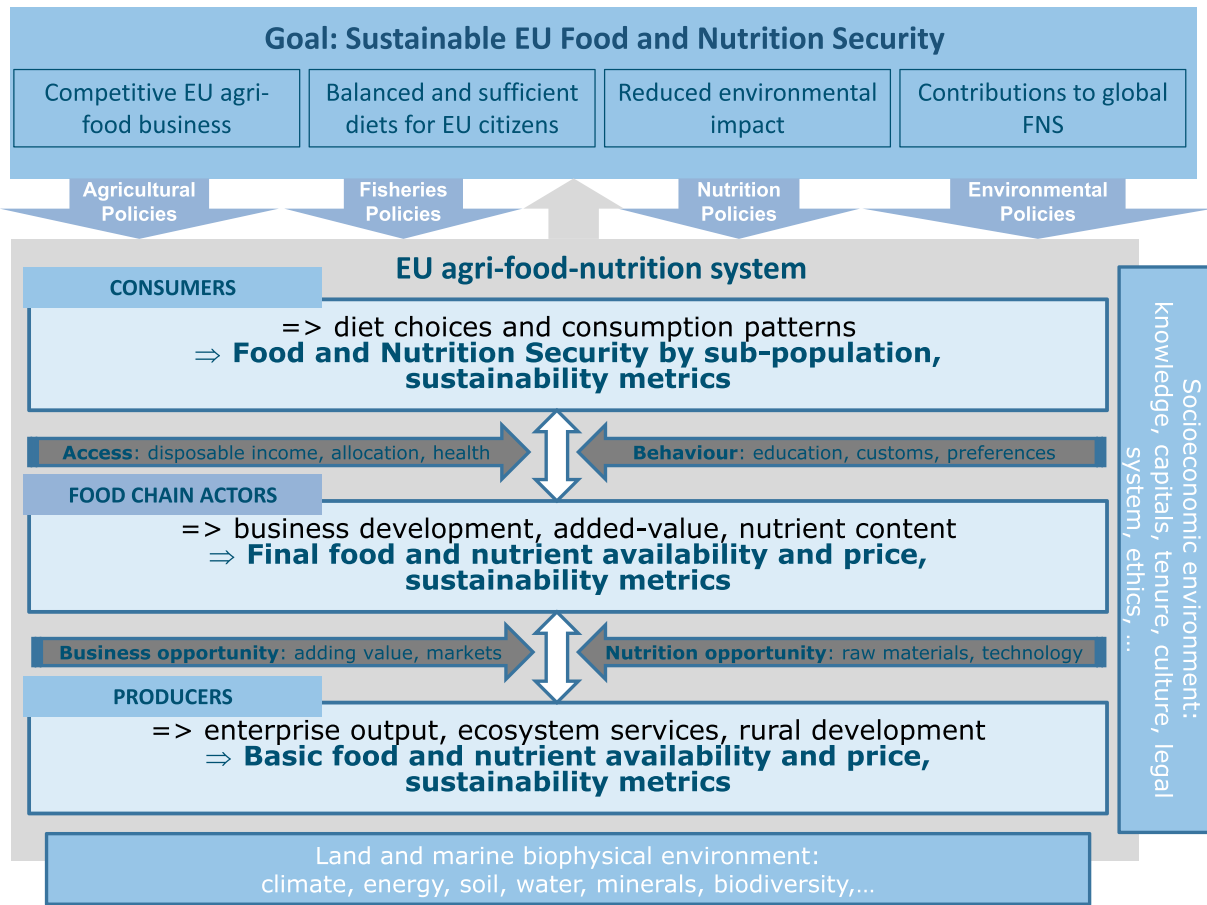 Goal: Sustainable EU Food and Nutrition Security
Competitive EU agri-
food business
Balanced and sufficient
diets for EU citizens
Reduced environmental
impact
Contributions to global
FNS
Agricultural
Policies
Fisheries
Policies
Nutrition
Policies
Environmental
Policies
EU agri-food-nutrition system
CONSUMERS
=> diet choices and consumption patterns
⇒ Food and Nutrition Security by sub-population,
sustainability metrics
Access: disposable income, allocation, health
Behaviour: education, customs, preferences
FOOD CHAIN ACTORS
=> business development, added-value, nutrient content
⇒ Final food and nutrient availability and price,
sustainability metrics
Business opportunity: adding value, markets
Nutrition opportunity: raw materials, technology
PRODUCERS
=> enterprise output, ecosystem services, rural development
⇒ Basic food and nutrient availability and price,
sustainability metrics
Socioeconomic environment:
knowledge, capitals, tenure, culture, legal
system, ethics, …
Land and marine biophysical environment:
climate, energy, soil, water, minerals, biodiversity,…